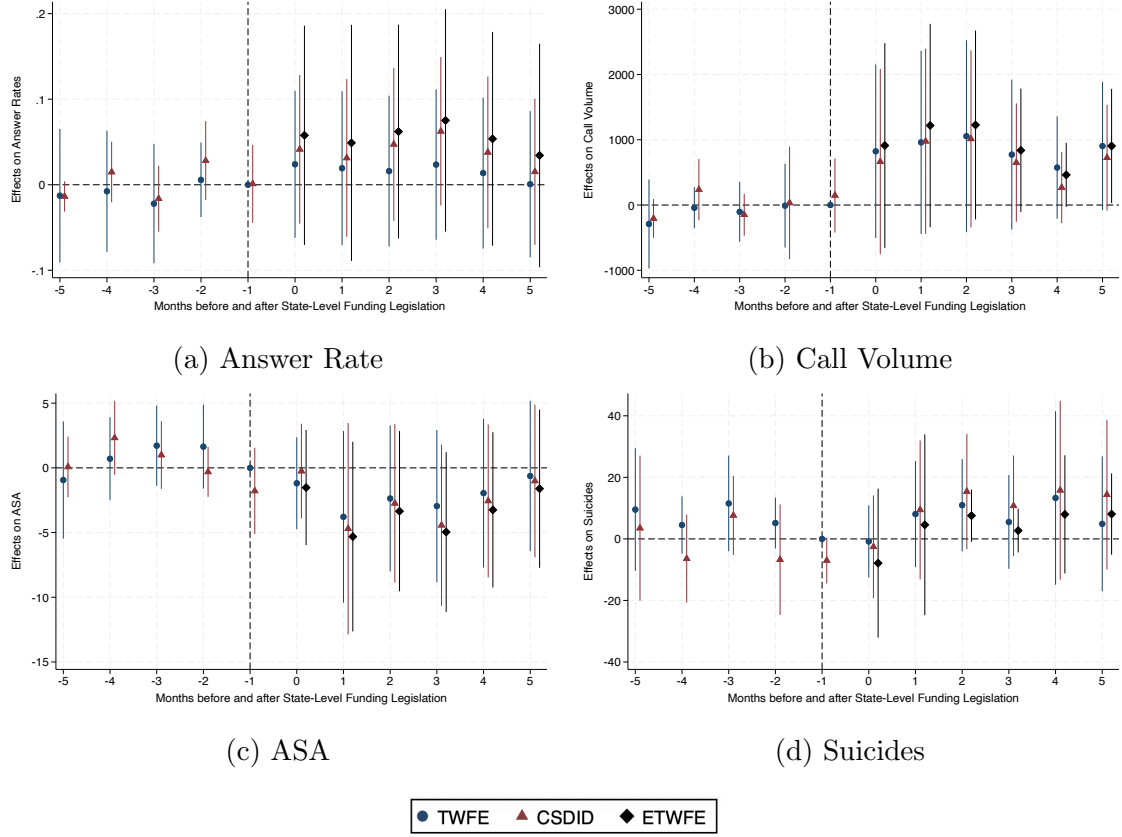 .2
.1
0
-.1
Effects on Answer Rates
-5 -4 -3 -2 -1 0 1 2 3 4 5
Months before and after State-Level Funding Legislation
(a) Answer Rate
3000
2000
1000
0
-1000
Effects on Call Volume
-5 -4 -3 -2 -1 0 1 2 3 4 5
Months before and after State-Level Funding Legislation
(b) Call Volume
5
0
-5
-10
-15
Effects on ASA
-5 -4 -3 -2 -1 0 1 2 3 4 5
Months before and after State-Level Funding Legislation
(c) ASA
40
20
0
-20
-40
Effects on Suicides
-5 -4 -3 -2 -1 0 1 2 3 4 5
Months before and after State-Level Funding Legislation
(d) Suicides
TWFE CSDID ETWFE